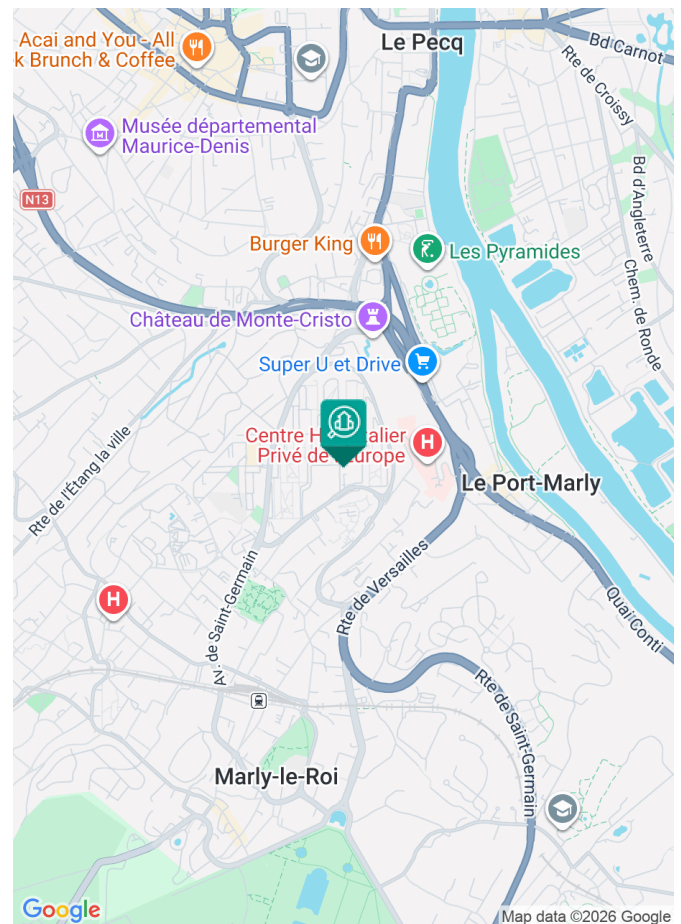 Acai and You - All
k Brunch & Coffee
Le Pecq
Bd Carnot
Rte de Croissy
Musée départemental
Maurice-Denis
N13
Bd d'Angleterre
Burger King
Les Pyramides
Chem. de Ronde
Château de Monte-Cristo
Super U et Drive
Centre H
talier
Privé de l'Europe
H
Le Port-Marly
Rte de l'Étang la ville
Rte de Versailles
Av. de Saint-Germain
H
Quai Conti
Rte de Saint-Germain
Marly-le-Roi
Google
Map data ©2026 Google